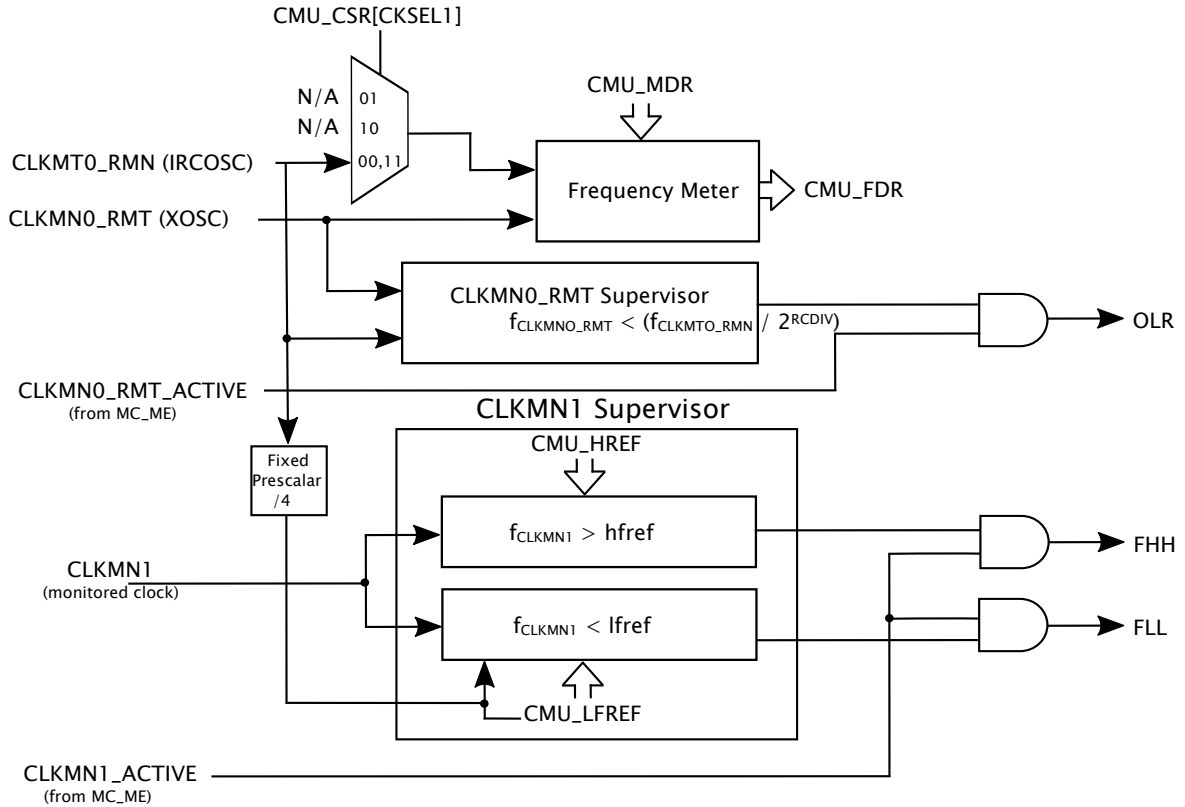 CMU_CSR[CKSEL1]
CMU_MDR
N/A 01
N/A 10
CLKMT0_RMN (IRCOSC)
00,11
Frequency Meter
CMU_FDR
CLKMN0_RMT (XOSC)
CLKMN0_RMT Supervisor
fCLKMNO_RMT < (fCLKMTO_RMN / 2RCDIV)
OLR
CLKMN0_RMT_ACTIVE
(from MC_ME)
CLKMN1 Supervisor
CMU_HREF
Fixed
Prescalar
/4
fCLKMN1 > hfref
FHH
CLKMN1
(monitored clock)
fCLKMN1 < lfref
FLL
CMU_LFREF
CLKMN1_ACTIVE
(from MC_ME)